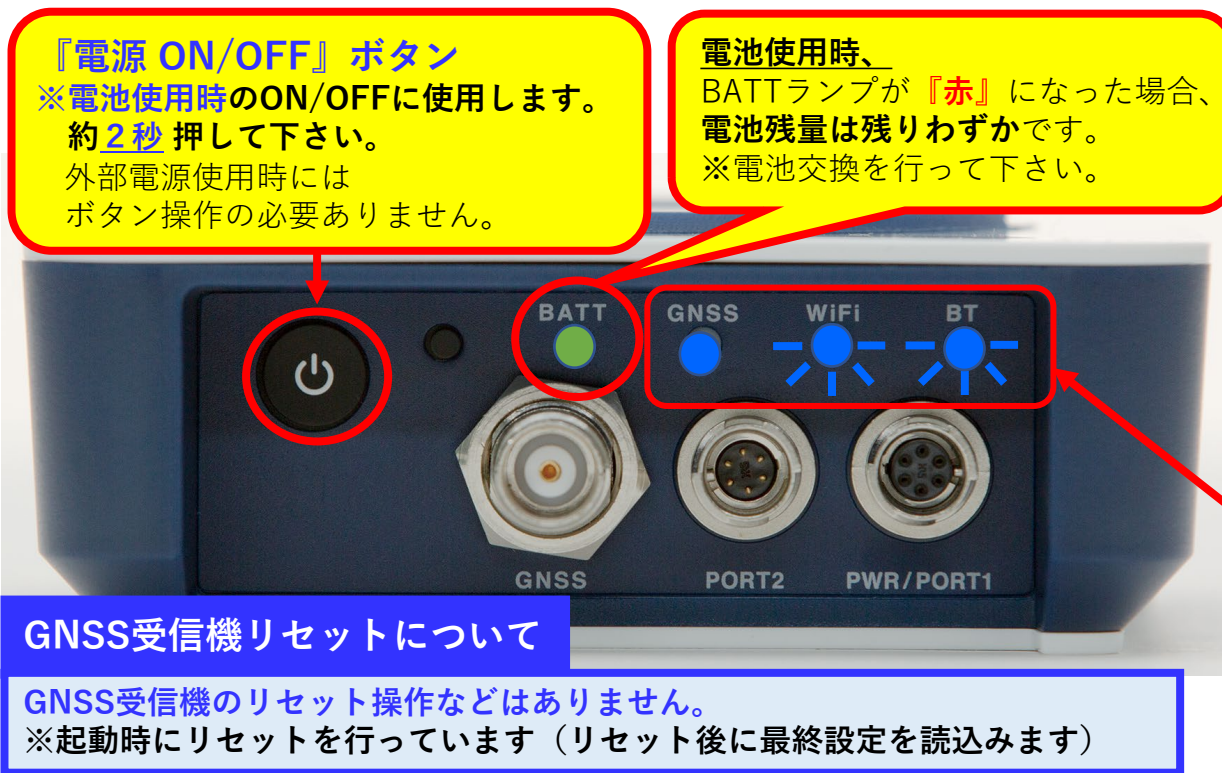 『電源 ON/OFF』ボタン
※電池使用時のON/OFFに使用します。
約２秒 押して下さい。
外部電源使用時には
ボタン操作の必要ありません。
電池使用時、
BATTランプが『赤』になった場合、
電池残量は残りわずかです。
※電池交換を行って下さい。
BATT
GNSS
WiFi
BT
GNSS
PORT2
PWR/PORT1
GNSS受信機リセットについて
GNSS受信機のリセット操作などはありません。
※起動時にリセットを行っています（リセット後に最終設定を読込みます）